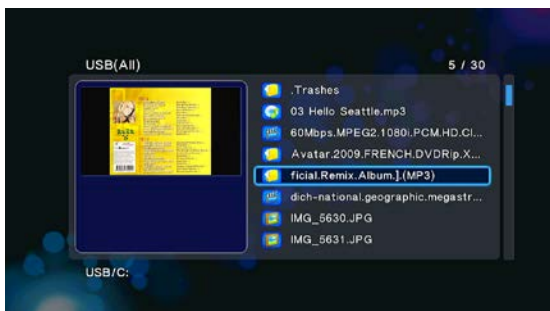 USB(All)
5 / 30
.Trashes
03 Hello Seattle.mp3
60Mbps.MPEG2.1080i.PCM.HD.Cl...
Avatar.2009.FRENCH.DVDRip.X...
ficial.Remix.Album.].(MP3)
dich-national.geographic.megastr...
IMG_5630.JPG
IMG_5631.JPG
USB/C: